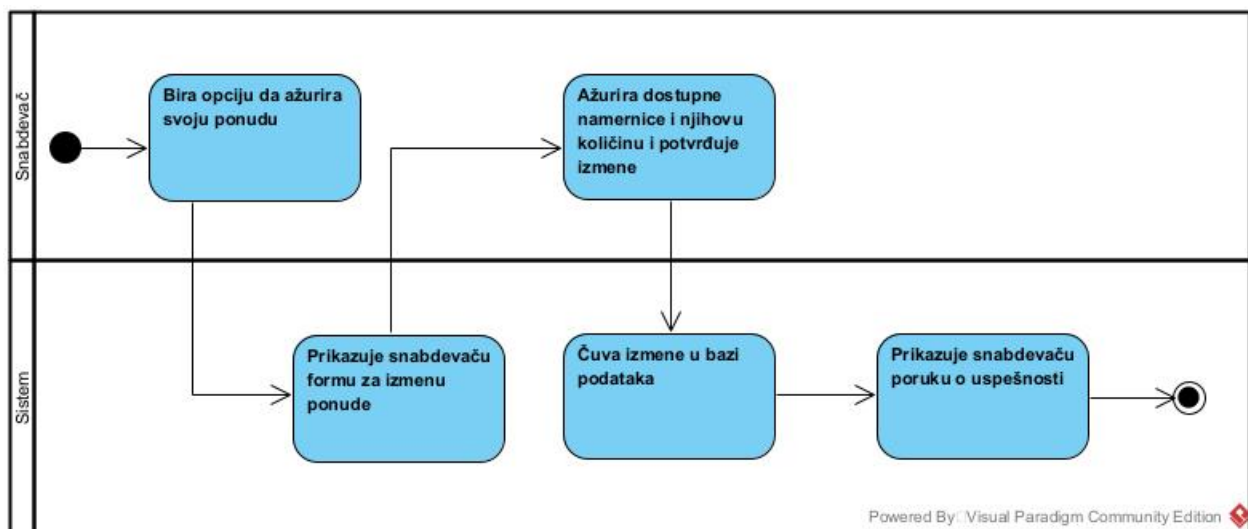 Snabdevač
Bira opciju da ažurira
svoju ponudu
Ažurira dostupne
namernice i njihovu
količinu i potvrđuje
izmene
Sistem
Prikazuje snabdevaču
formu za izmenu
ponude
Čuva izmene u bazi
podataka
Prikazuje snabdevaču
poruku o uspešnosti
Powered By Visual Paradigm Community Edition